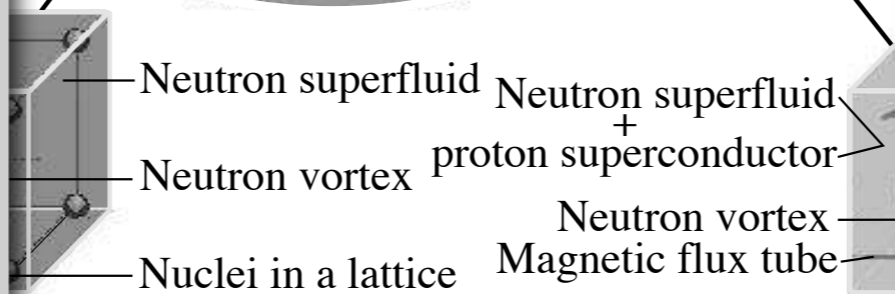 Neutron superfluid
Neutron vortex
Nuclei in a lattice
Neutron superfluid
+
proton superconductor
Neutron vortex
Magnetic flux tube